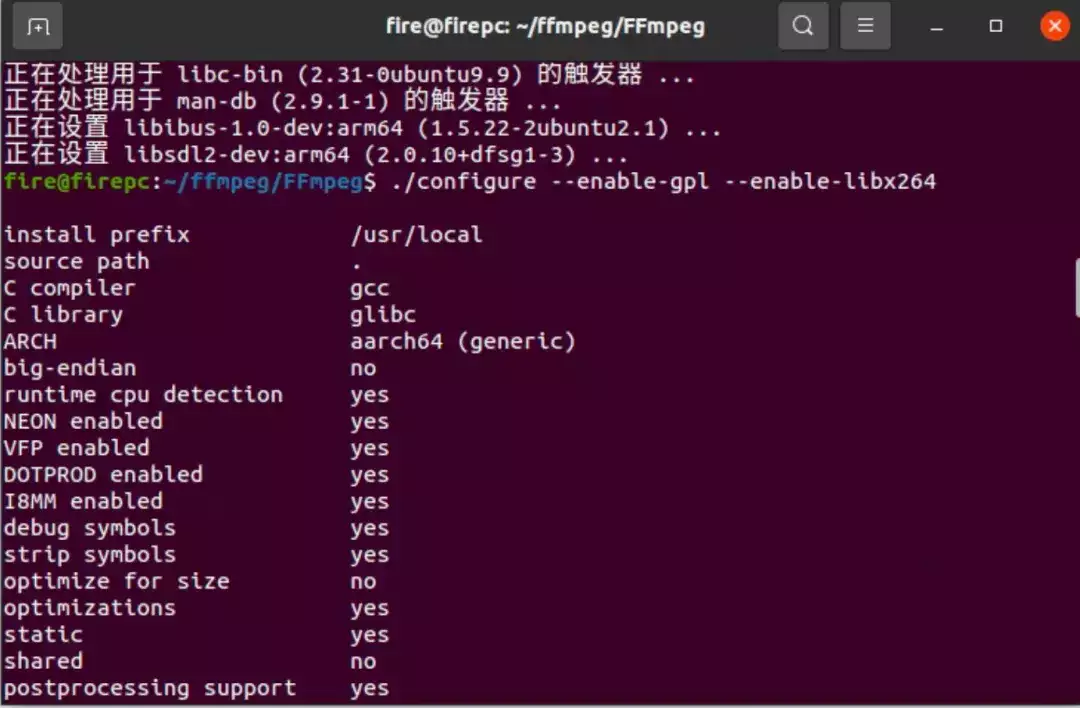 fire@firepc: ~/ffmpeg/FFmpeg
正在处理用于 libc-bin (2.31-0ubuntu9.9) 的触发器 ...
正在处理用于 man-db (2.9.1-1) 的触发器 ...
正在设置 libibus-1.0-dev:arm64 (1.5.22-2ubuntu2.1) ...
正在设置 libsdl2-dev:arm64 (2.0.10+dfsg1-3) ...
fire@firepc:~/ffmpeg/FFmpeg$ ./configure --enable-gpl --enable-libx264
install prefix /usr/local
source path .
C compiler gcc
C library glibc
ARCH aarch64 (generic)
big-endian no
runtime cpu detection yes
NEON enabled yes
VFP enabled yes
DOTPROD enabled yes
I8MM enabled yes
debug symbols yes
strip symbols yes
optimize for size no
optimizations yes
static yes
shared no
postprocessing support yes